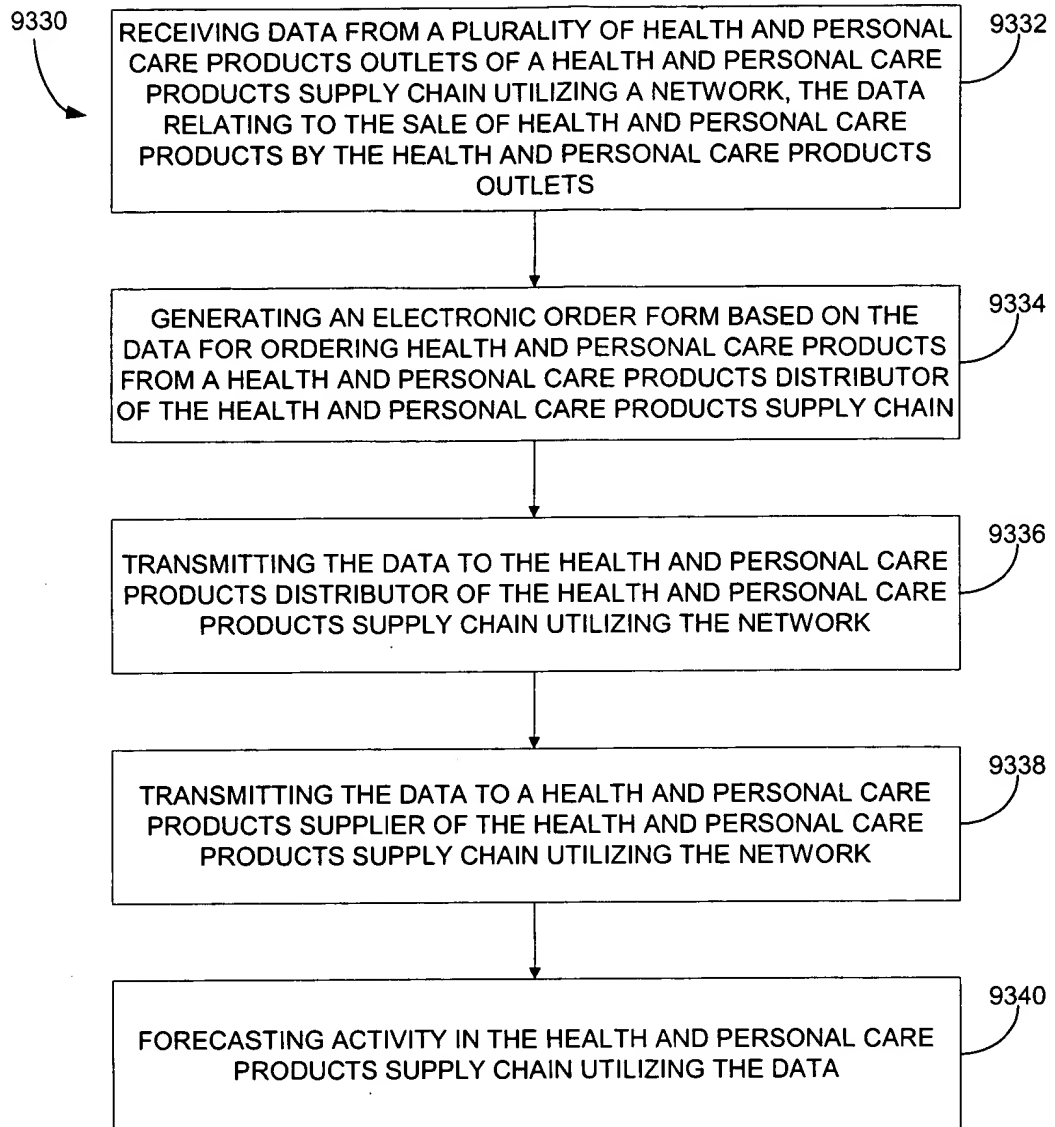 9330
RECEIVING DATA FROM A PLURALITY OF HEALTH AND PERSONAL
CARE PRODUCTS OUTLETS OF A HEALTH AND PERSONAL CARE
PRODUCTS SUPPLY CHAIN UTILIZING A NETWORK, THE DATA
RELATING TO THE SALE OF HEALTH AND PERSONAL CARE
PRODUCTS BY THE HEALTH AND PERSONAL CARE PRODUCTS
OUTLETS
9332
GENERATING AN ELECTRONIC ORDER FORM BASED ON THE
DATA FOR ORDERING HEALTH AND PERSONAL CARE PRODUCTS
FROM A HEALTH AND PERSONAL CARE PRODUCTS DISTRIBUTOR
OF THE HEALTH AND PERSONAL CARE PRODUCTS SUPPLY CHAIN
9334
TRANSMITTING THE DATA TO THE HEALTH AND PERSONAL CARE
PRODUCTS DISTRIBUTOR OF THE HEALTH AND PERSONAL CARE
PRODUCTS SUPPLY CHAIN UTILIZING THE NETWORK
9336
TRANSMITTING THE DATA TO A HEALTH AND PERSONAL CARE
PRODUCTS SUPPLIER OF THE HEALTH AND PERSONAL CARE
PRODUCTS SUPPLY CHAIN UTILIZING THE NETWORK
9338
FORECASTING ACTIVITY IN THE HEALTH AND PERSONAL CARE
PRODUCTS SUPPLY CHAIN UTILIZING THE DATA
9340